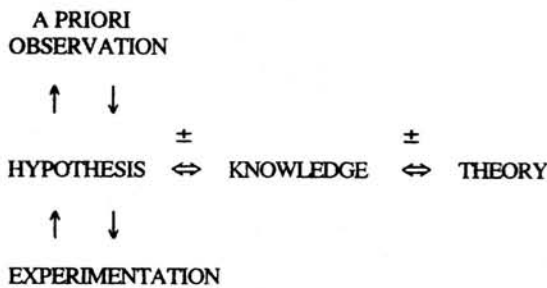 A PRIORI
OBSERVATION
↑ ↓
± ±
HYPOTHESIS ⇔ KNOWLEDGE ⇔ THEORY
↑ ↓
EXPERIMENTATION